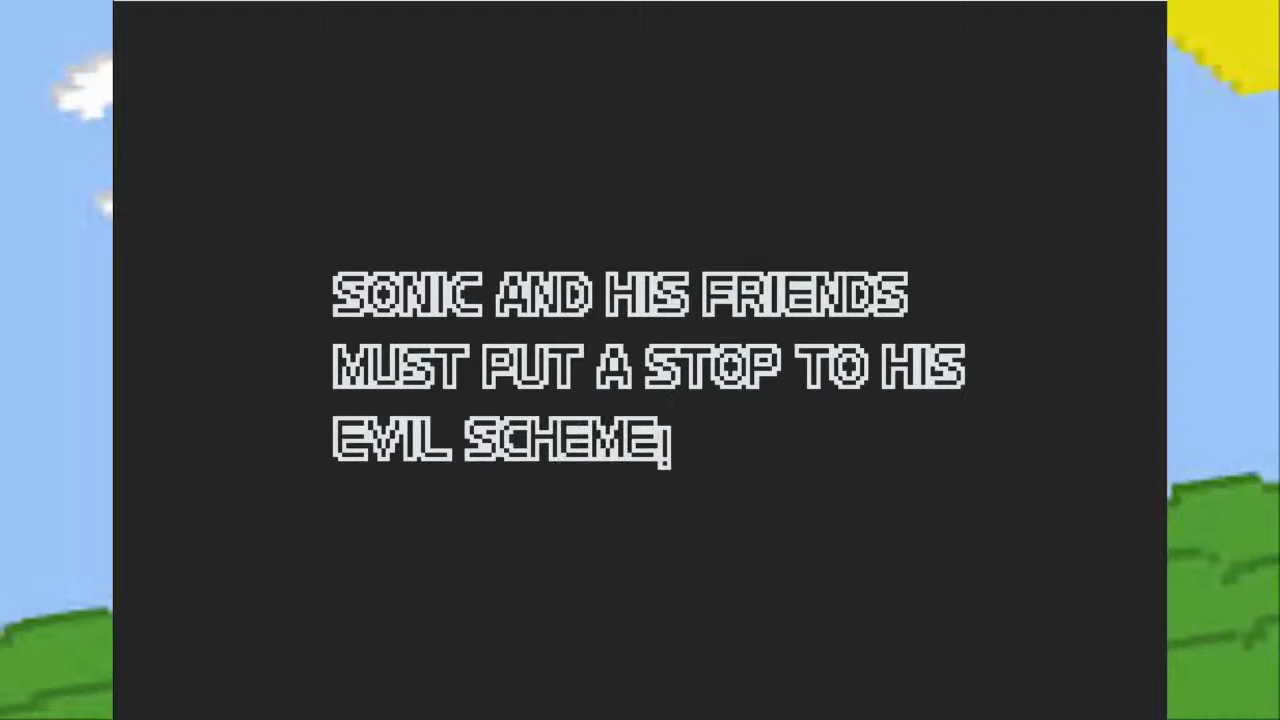 SONIC AND HIS FRIENDS
MUST PUT A STOP TO HIS
EVIL SCHEME!